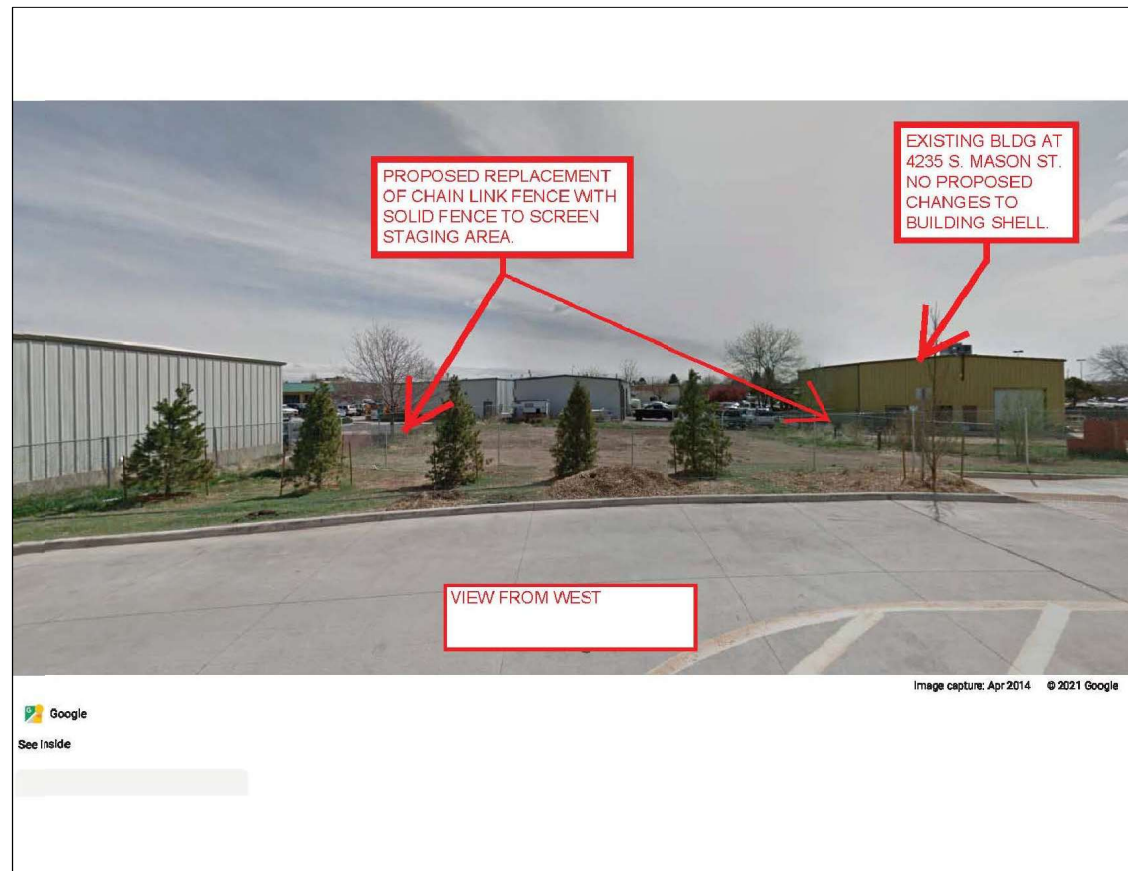 PROPOSED REPLACEMENT
OF CHAIN LINK FENCE WITH
SOLID FENCE TO SCREEN
STAGING AREA.
EXISTING BLDG AT
4235 S. MASON ST.
NO PROPOSED
CHANGES TO
BUILDING SHELL.
VIEW FROM WEST
Image capture: Apr 2014 © 2021 Google
Google
See inside